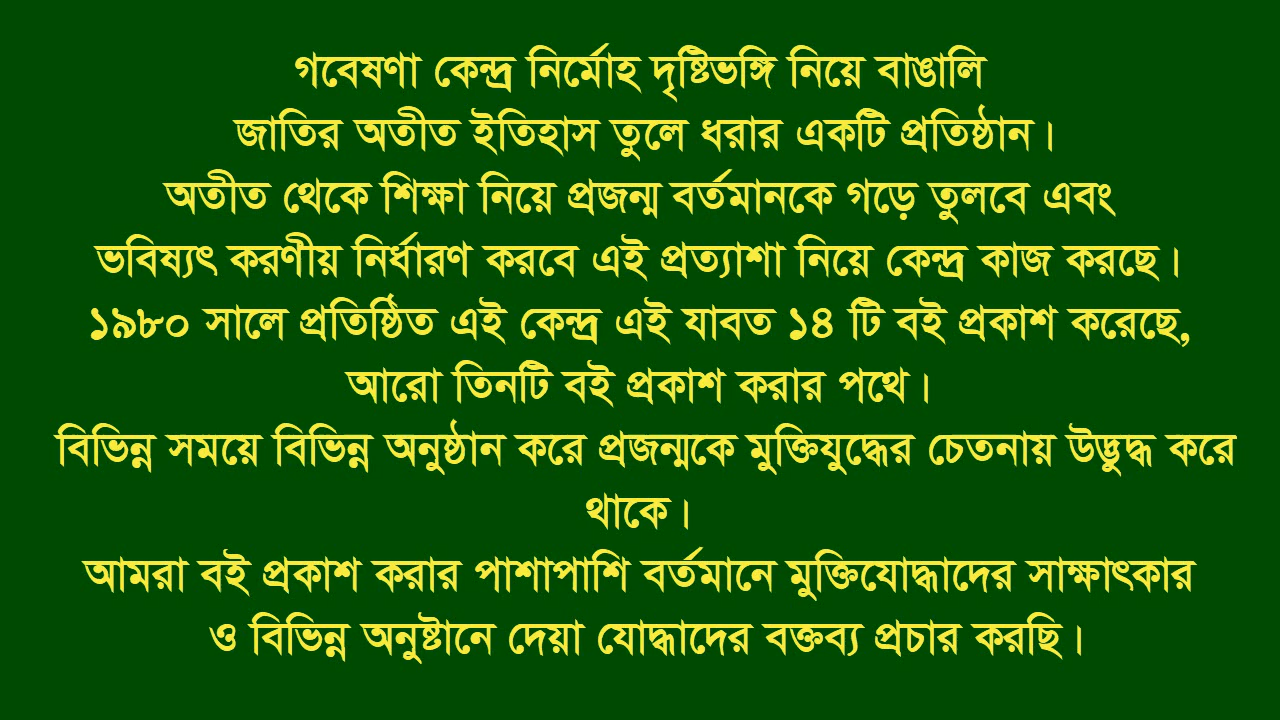 গবেষণা কেন্দ্র নির্মোহ দৃষ্টিভঙ্গি নিয়ে বাঙালি
জাতির অতীত ইতিহাস তুলে ধরার একটি প্রতিষ্ঠান।
অতীত থেকে শিক্ষা নিয়ে প্রজন্ম বর্তমানকে গড়ে তুলবে এবং
ভবিষ্যৎ করণীয় নির্ধারণ করবে এই প্রত্যাশা নিয়ে কেন্দ্র কাজ করছে।
১৯৮০ সালে প্রতিষ্ঠিত এই কেন্দ্র এই যাবত ১৪ টি বই প্রকাশ করেছে,
আরো তিনটি বই প্রকাশ করার পথে।
বিভিন্ন সময়ে বিভিন্ন অনুষ্ঠান করে প্রজন্মকে মুক্তিযুদ্ধের চেতনায় উদ্ভুদ্ধ করে
থাকে।
আমরা বই প্রকাশ করার পাশাপাশি বর্তমানে মুক্তিযোদ্ধাদের সাক্ষাৎকার
ও বিভিন্ন অনুষ্টানে দেয়া যোদ্ধাদের বক্তব্য প্রচার করছি।